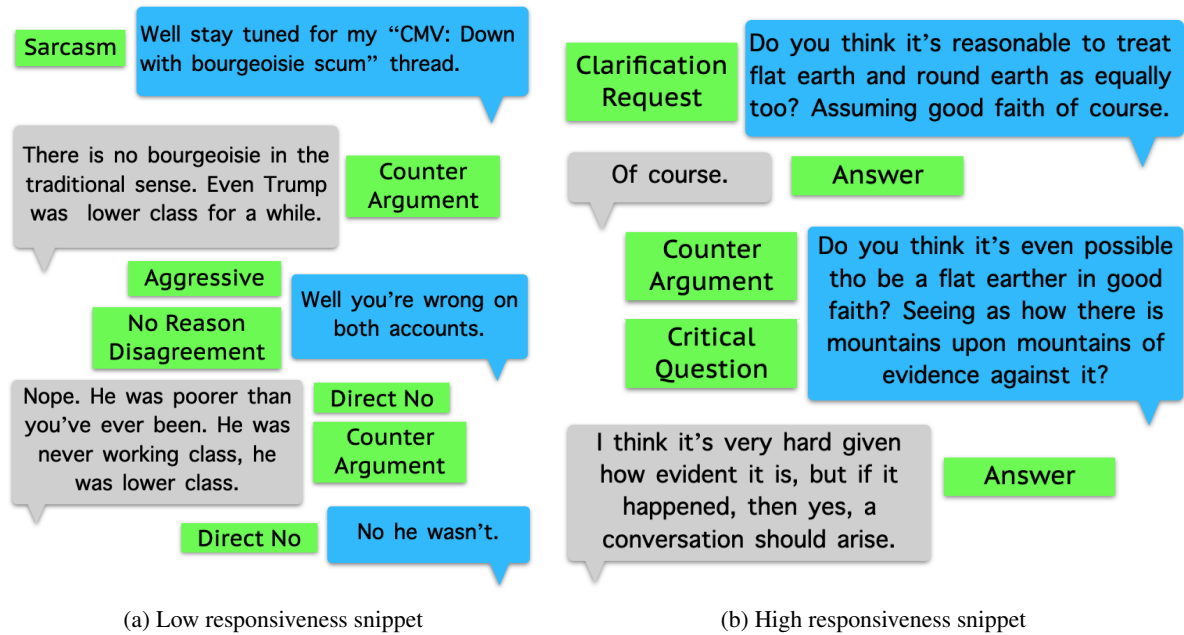 Sarcasm
Well stay tuned for my “CMV: Down
with bourgeoisie scum” thread.
There is no bourgeoisie in the
traditional sense. Even Trump
was lower class for a while.
Counter
Argument
Aggressive
No Reason
Disagreement
Well you’re wrong on
both accounts.
Nope. He was poorer than
you’ve ever been. He was
never working class, he
was lower class.
Direct No
Counter
Argument
Direct No
No he wasn’t.
(a) Low responsiveness snippet
Clarification
Request
Do you think it’s reasonable to treat
flat earth and round earth as equally
too? Assuming good faith of course.
Of course.
Answer
Counter
Argument
Critical
Question
Do you think it’s even possible
tho be a flat earther in good
faith? Seeing as how there is
mountains upon mountains of
evidence against it?
I think it’s very hard given
how evident it is, but if it
happened, then yes, a
conversation should arise.
Answer
(b) High responsiveness snippet